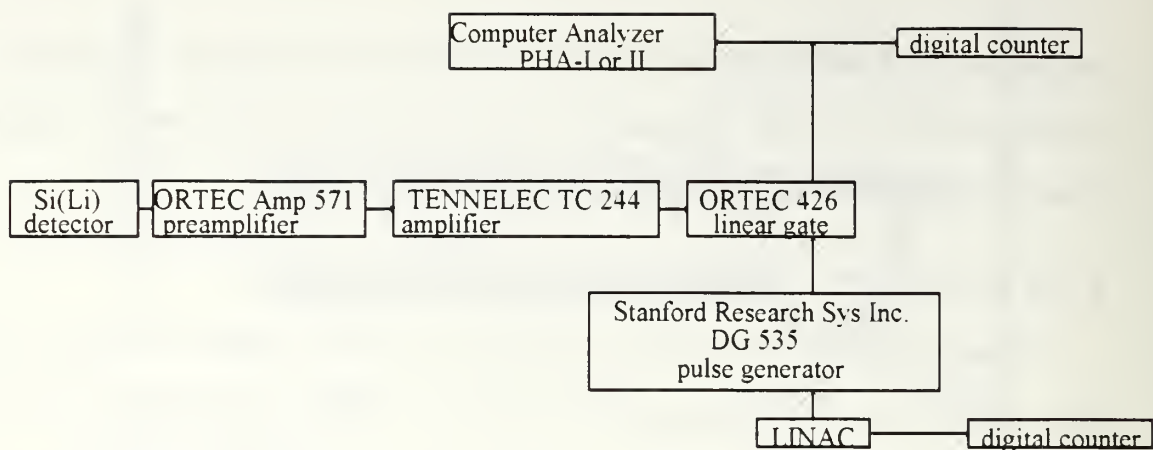 Computer Analyzer
PHA-I or II
digital counter
Si(Li)
detector
ORTEC Amp 571
preamplifier
TENNELEC TC 244
amplifier
ORTEC 426
linear gate
Stanford Research Sys Inc.
DG 535
pulse generator
LINAC
digital counter